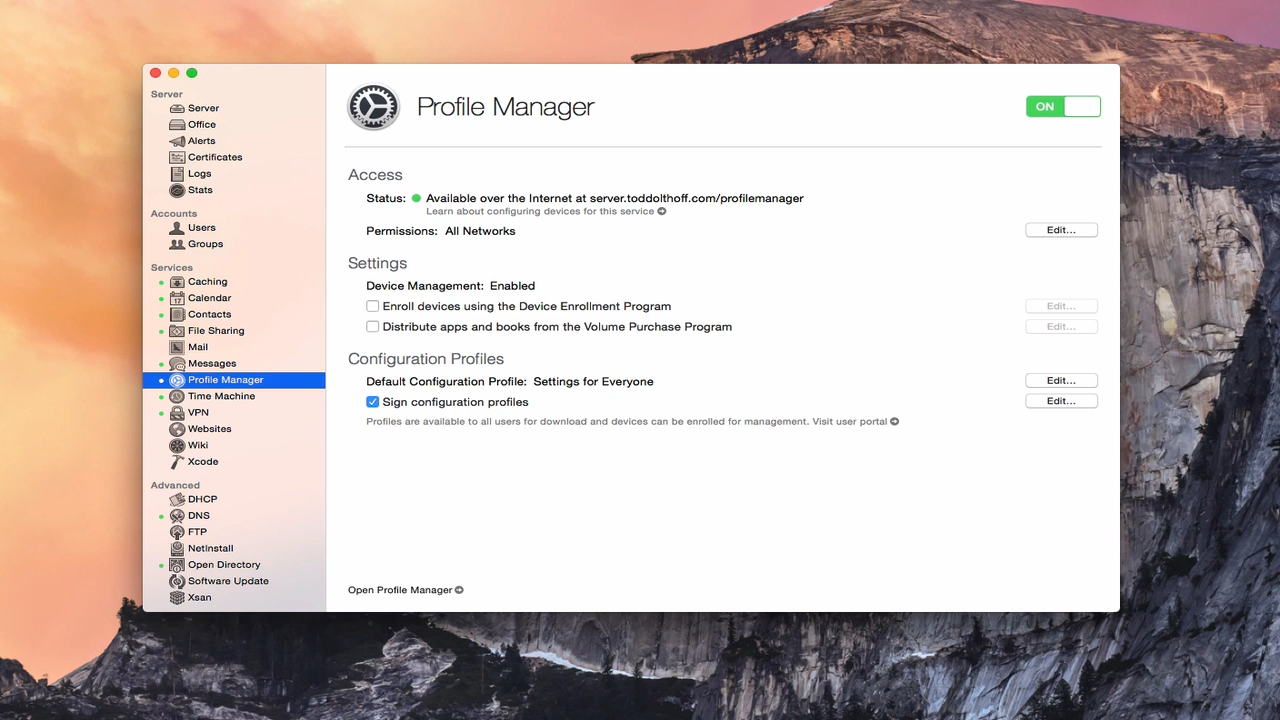 Server
Server
Office
Alerts
Certificates
Logs
Stats
Accounts
Users
Groups
Services
Caching
17 Calendar
Contacts
File Sharing
Mail
Messages
Profile Manager
Time Machine
VPN
Websites
Wiki
Xcode
Advanced
DHCP
DNS
FTP
NetInstall
Open Directory
Software Update
Xsan
Profile Manager
ON
Access
Status: Available over the Internet at server.toddolthoff.com/profilemanager
Learn about configuring devices for this service
Permissions: All Networks Edit...
Settings
Device Management: Enabled
Enroll devices using the Device Enrollment Program Edit...
Distribute apps and books from the Volume Purchase Program Edit...
Configuration Profiles
Default Configuration Profile: Settings for Everyone Edit...
Sign configuration profiles Edit...
Profiles are available to all users for download and devices can be enrolled for management. Visit user portal
Open Profile Manager